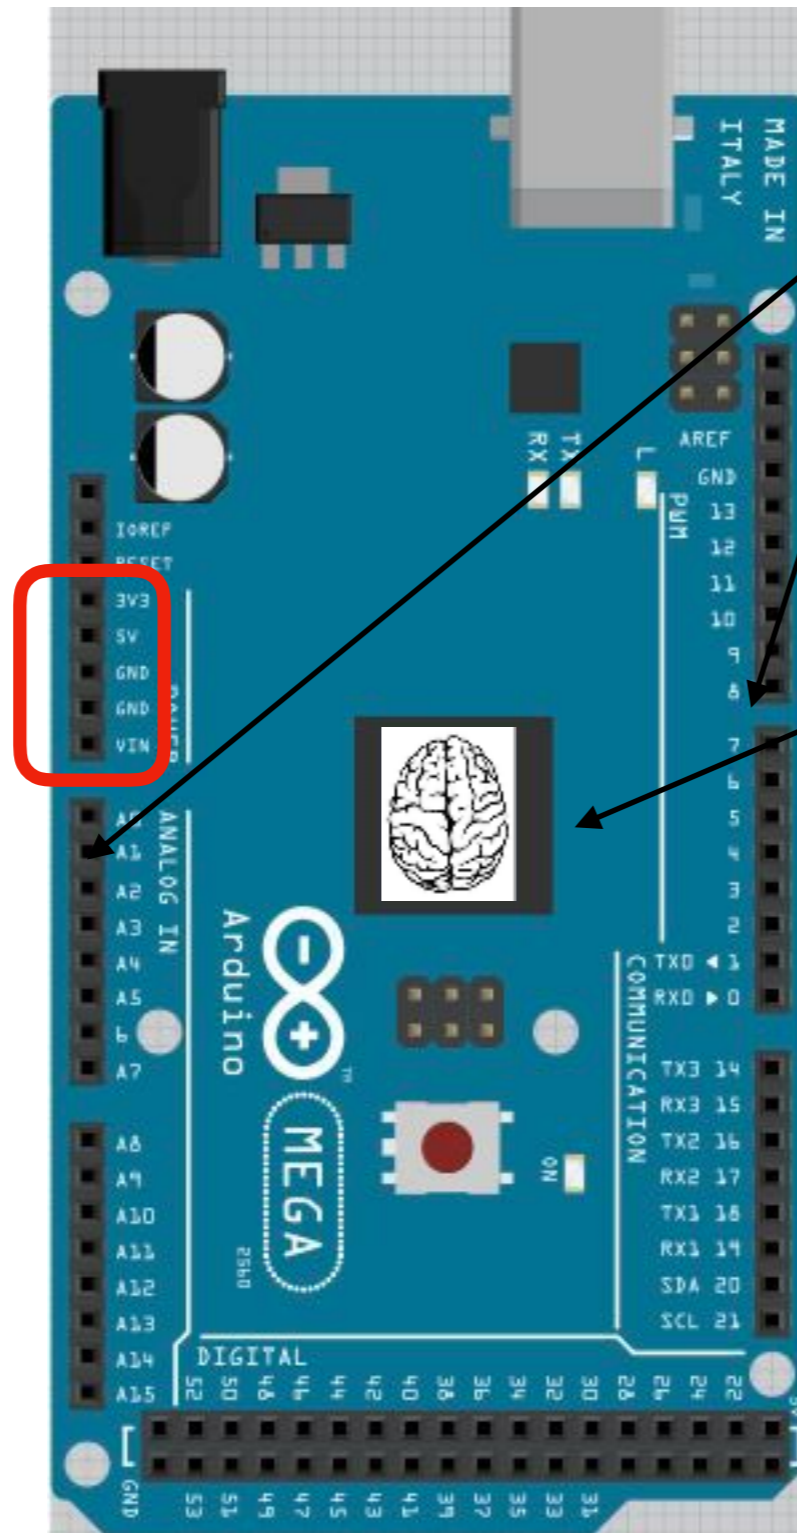 MADE IN
ITALY
RX
TX
L
PWM
AREF
GND
13
12
11
10
9
8
7
6
5
4
3
2
TX0 ◄ 1
RX0 ► 0
COMMUNICATION
TX3 14
RX3 15
TX2 16
RX2 17
TX1 18
RX1 19
SDA 20
SCL 21
IOREF
RESET
3V3
5V
GND
GND
VIN
POWER
ANALOG IN
A1
A2
A3
A4
A5
6
A7
A8
A9
A10
A11
A12
A13
A14
A15
Arduino
TM
MEGA
2560
ON
DIGITAL
52 50 48 46 44 42 40 38 36 34 32 30 28 26 24 22
GND
53 51 49 47 45 43 41 39 37 35 33 31